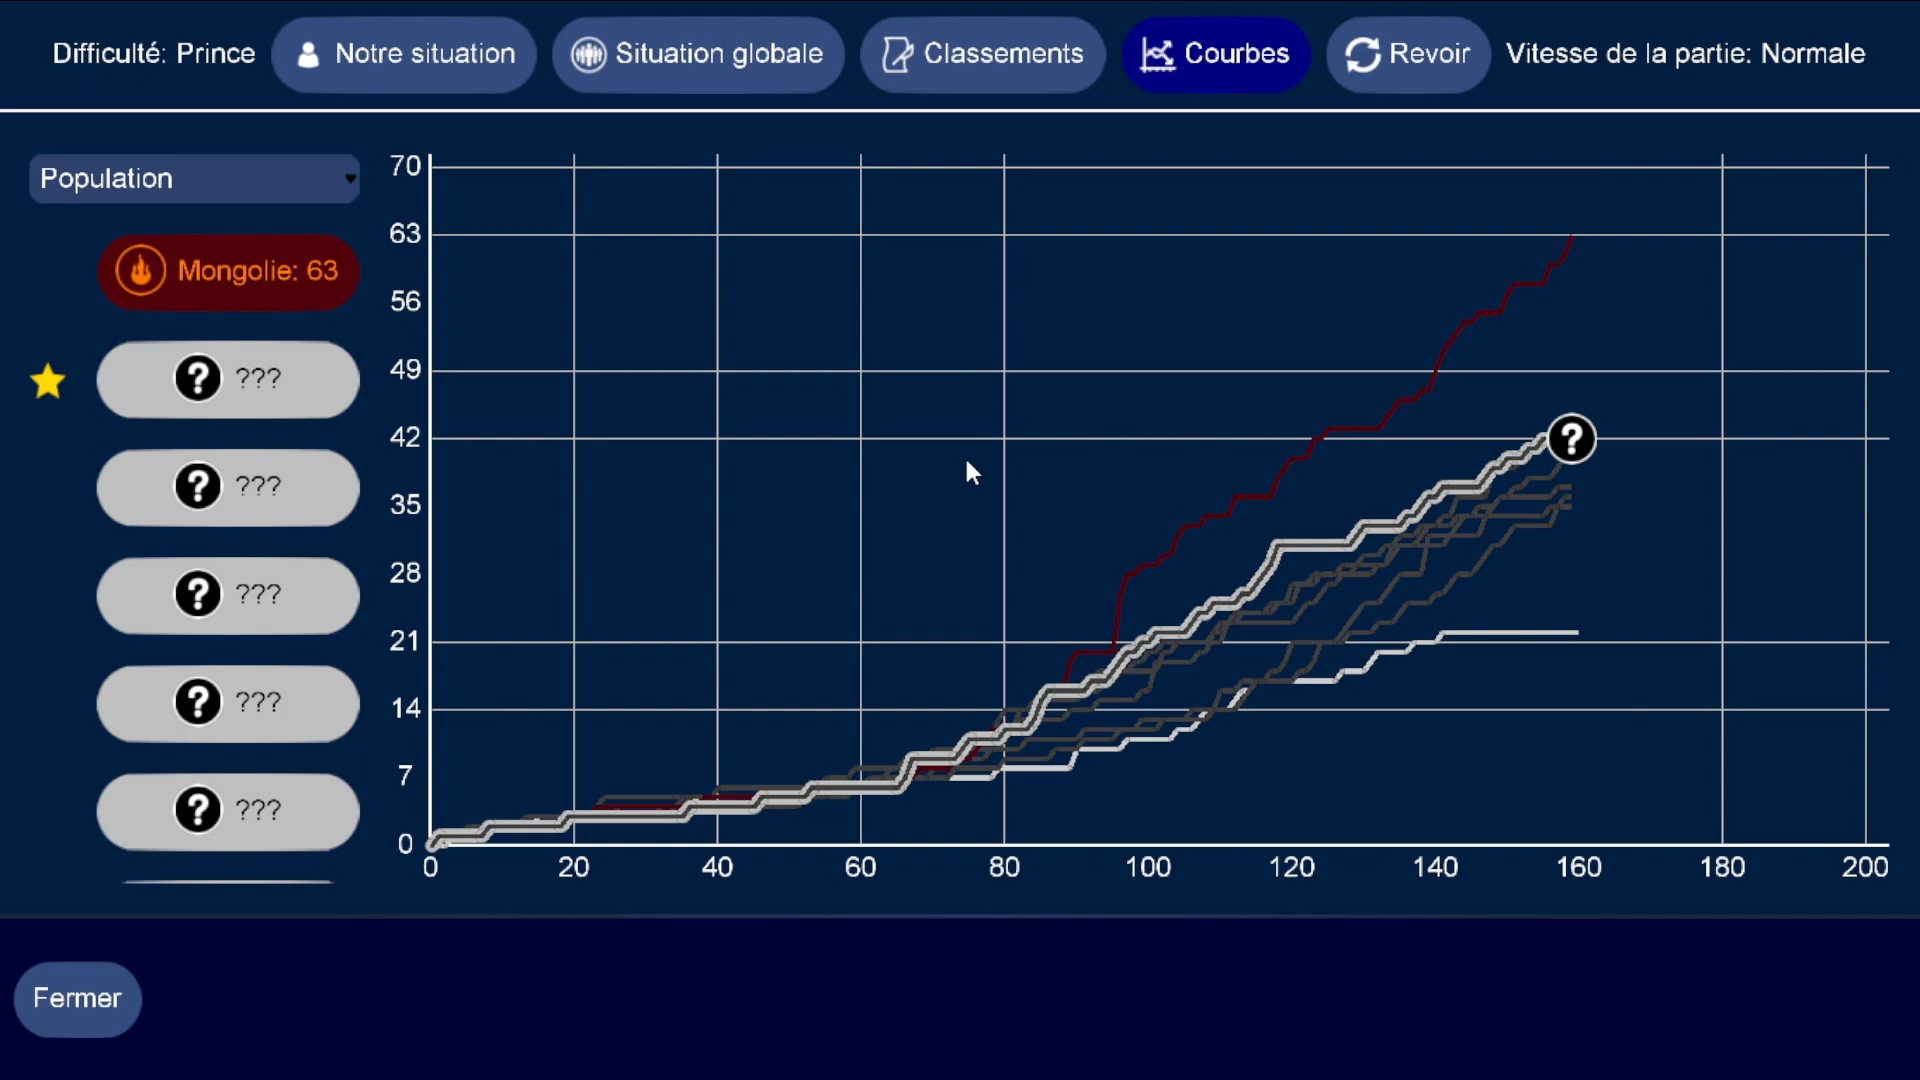 Difficulté: Prince
Notre situation
Situation globale
Classements
Courbes
Revoir
Vitesse de la partie: Normale
Population
Mongolie: 63
? ???
? ???
? ???
? ???
? ???
70
63
56
49
42
35
28
21
14
7
0
?
0 20 40 60 80 100 120 140 160 180 200
Fermer